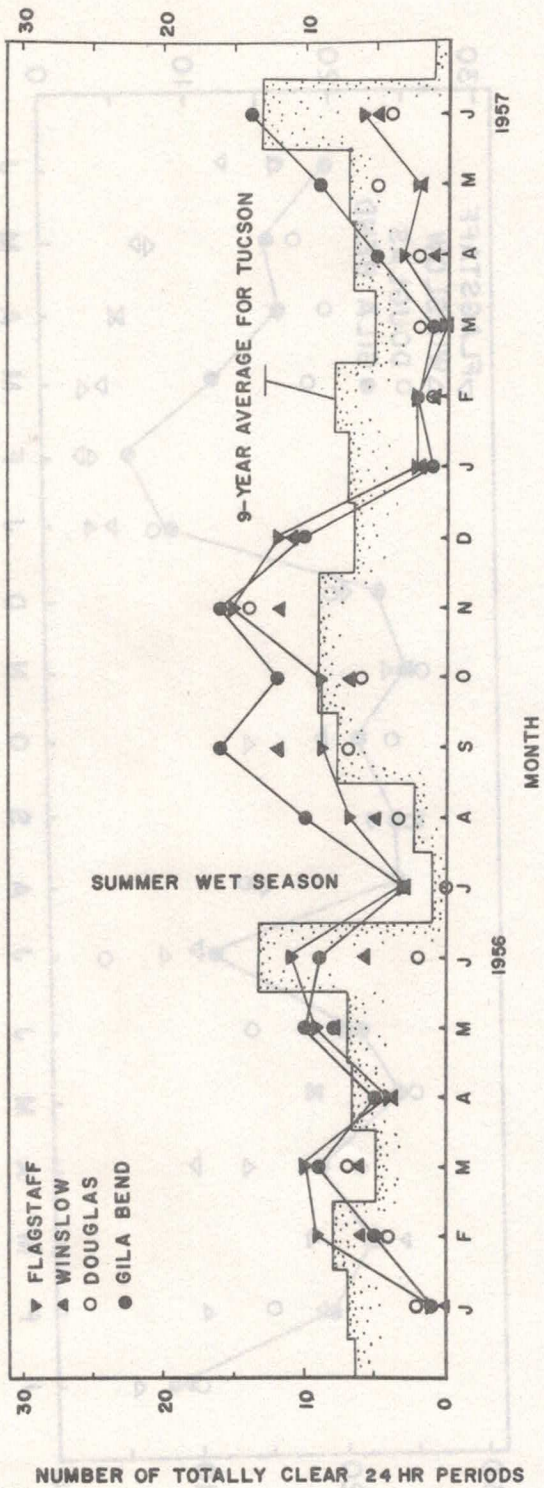 NUMBER OF TOTALLY CLEAR 24 HR PERIODS
30
20
10
0
FLAGSTAFF
WINSLOW
DOUGLAS
GILA BEND
SUMMER WET SEASON
9-YEAR AVERAGE FOR TUCSON
30
20
10
J F M A M J J A S O N D J F M A M J
1956
1957
MONTH